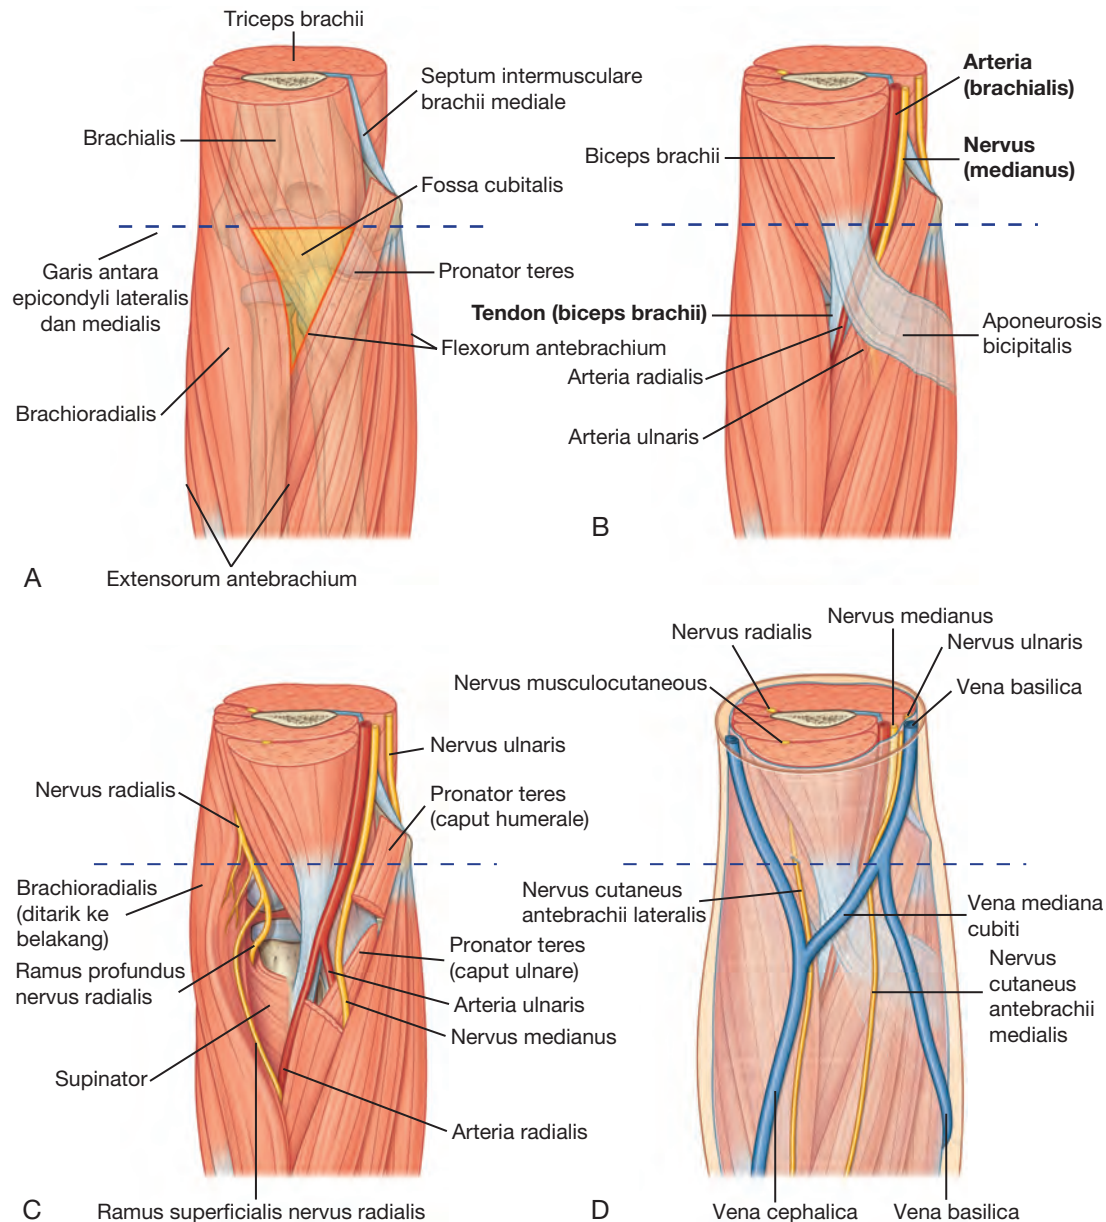 Triceps brachii
Septum intermusculare
brachii mediale
Brachialis
Fossa cubitalis
Garis antara
epicondyli lateralis
dan medialis
Pronator teres
Flexorum antebrachium
Brachioradialis
A
Extensorum antebrachium
Arteria
(brachialis)
Biceps brachii
Nervus
(medianus)
Tendon (biceps brachii)
Aponeurosis
bicipitalis
Arteria radialis
Arteria ulnaris
B
Nervus ulnaris
Nervus radialis
Pronator teres
(caput humerale)
Brachioradialis
(ditarik ke
belakang)
Ramus profundus
nervus radialis
Pronator teres
(caput ulnare)
Arteria ulnaris
Nervus medianus
Supinator
Arteria radialis
C
Ramus superficialis nervus radialis
Nervus medianus
Nervus radialis
Nervus ulnaris
Nervus musculocutaneous
Vena basilica
Nervus cutaneus
antebrachii lateralis
Vena mediana
cubiti
Nervus
cutaneus
antebrachii
medialis
D
Vena cephalica
Vena basilica